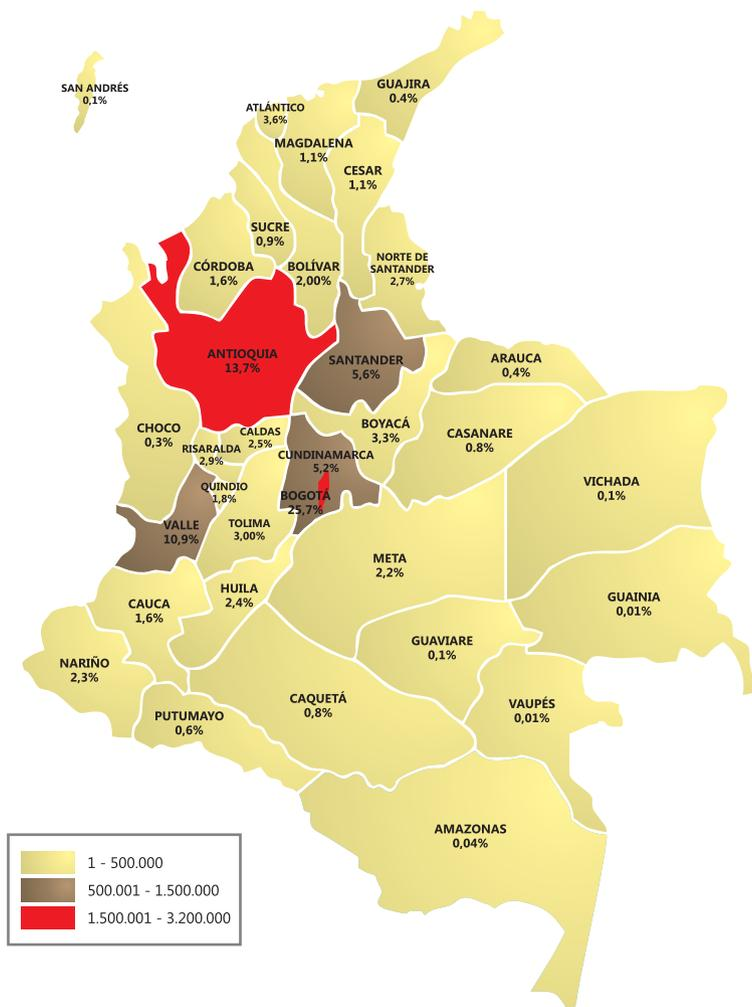 SAN ANDRÉS
0,1%
GUAJIRA
0.4%
ATLÁNTICO
3,6%
MAGDALENA
1,1%
CESAR
1,1%
SUCRE
0,9%
CÓRDOBA
1,6%
BOLÍVAR
2,00%
NORTE DE
SANTANDER
2,7%
ANTIOQUIA
13,7%
SANTANDER
5,6%
ARAUCA
0,4%
CHOCO
0,3%
CALDAS
2,5%
RISARALDA
2,9%
BOYACÁ
3,3%
CASANARE
0.8%
CUNDINAMARCA
5,2%
QUINDIO
1,8%
BOGOTÁ
25,7%
VICHADA
0,1%
VALLE
10,9%
TOLIMA
3,00%
META
2,2%
HUILA
2,4%
CAUCA
1,6%
GUAINIA
0,01%
GUAVIARE
0,1%
NARIÑO
2,3%
CAQUETÁ
0,8%
VAUPÉS
0,01%
PUTUMAYO
0,6%
AMAZONAS
0,04%
1 - 500.000
500.001 - 1.500.000
1.500.001 - 3.200.000